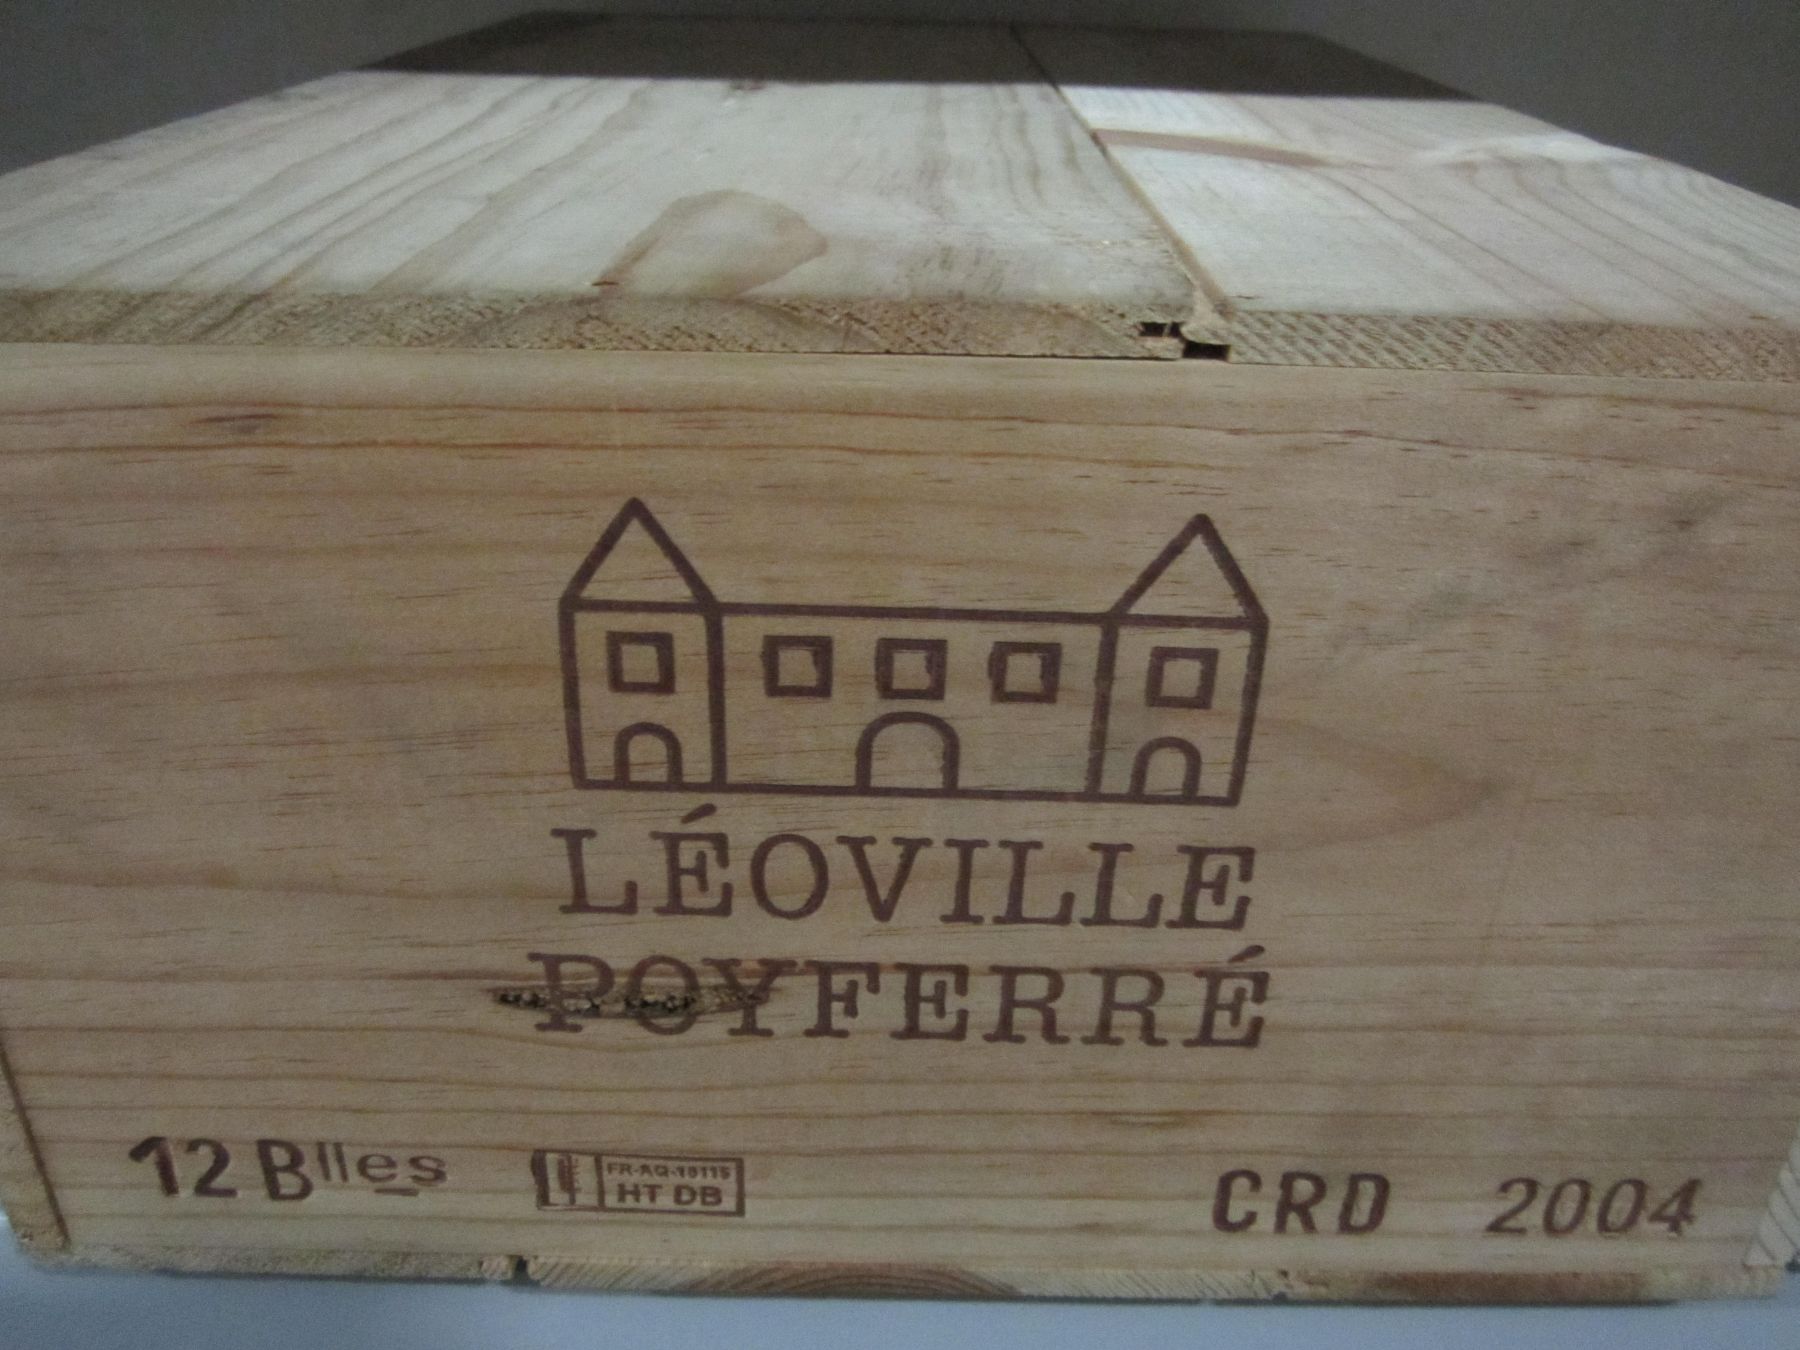 LÉOVILLE
POYFERRÉ
12 Blles
FR-AQ-10115
HT DB
CRD 2004